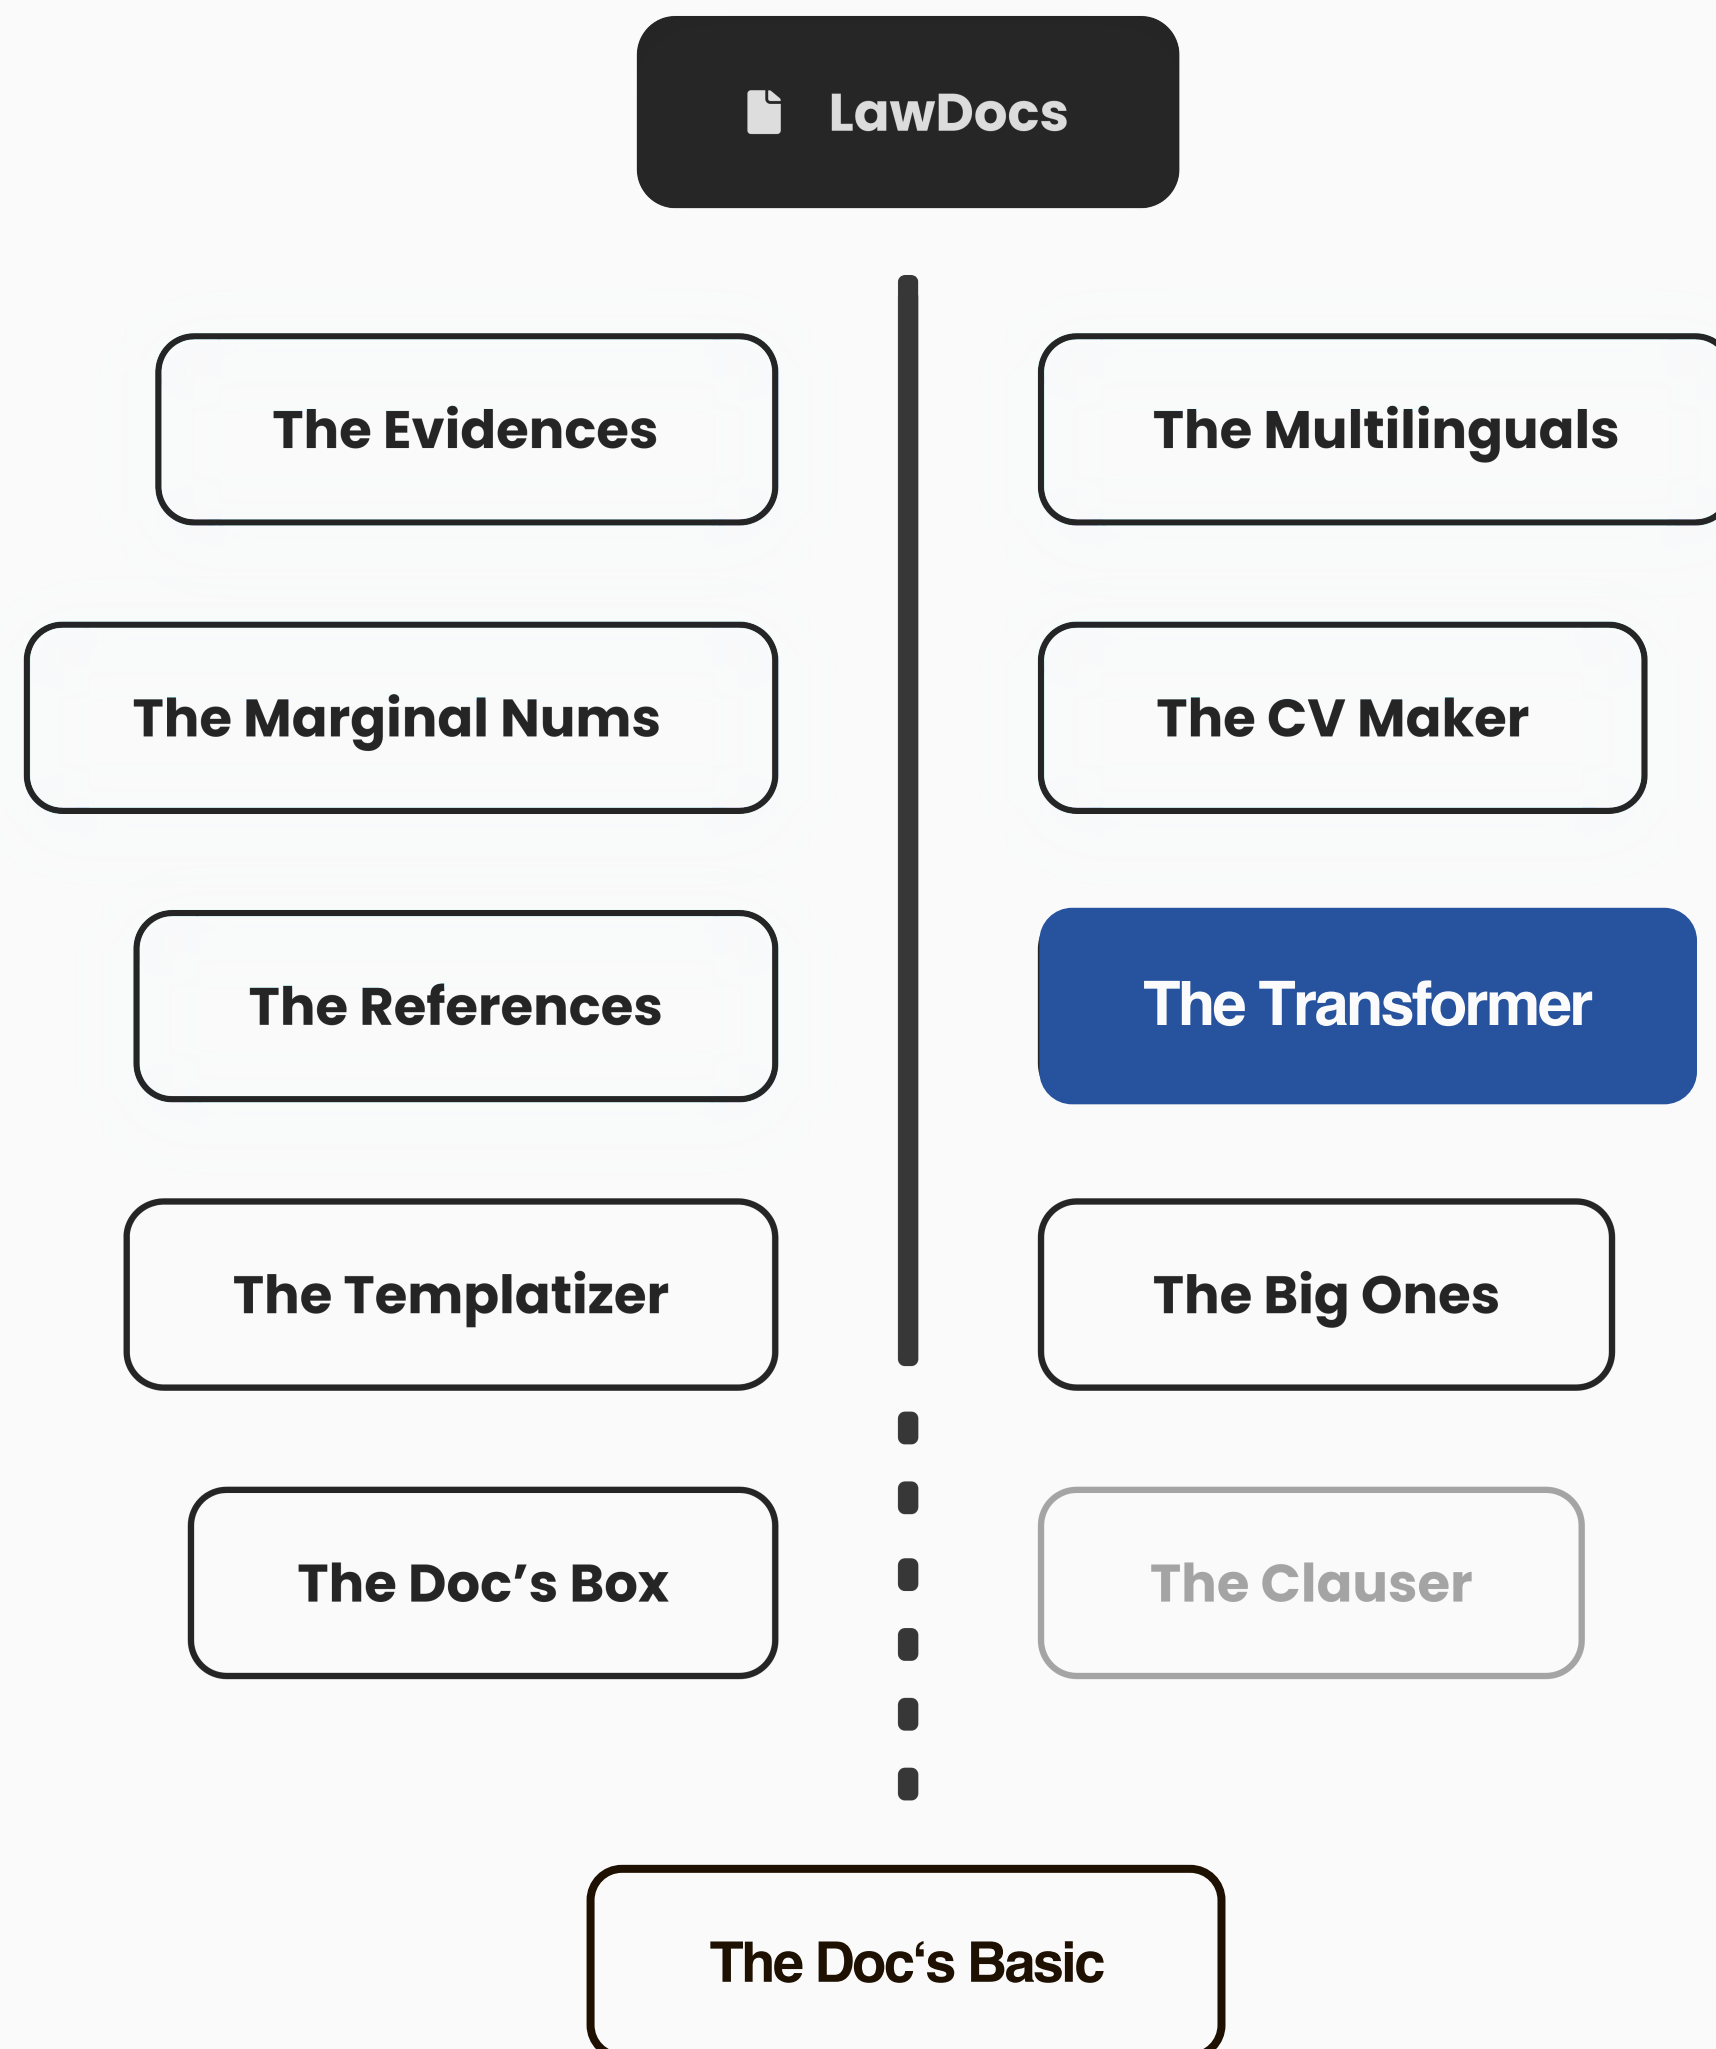 LawDocs
The Evidences
The Multilinguals
The Marginal Nums
The CV Maker
The References
The Transformer
The Templatizer
The Big Ones
The Doc’s Box
The Clauser
The Doc‘s Basic